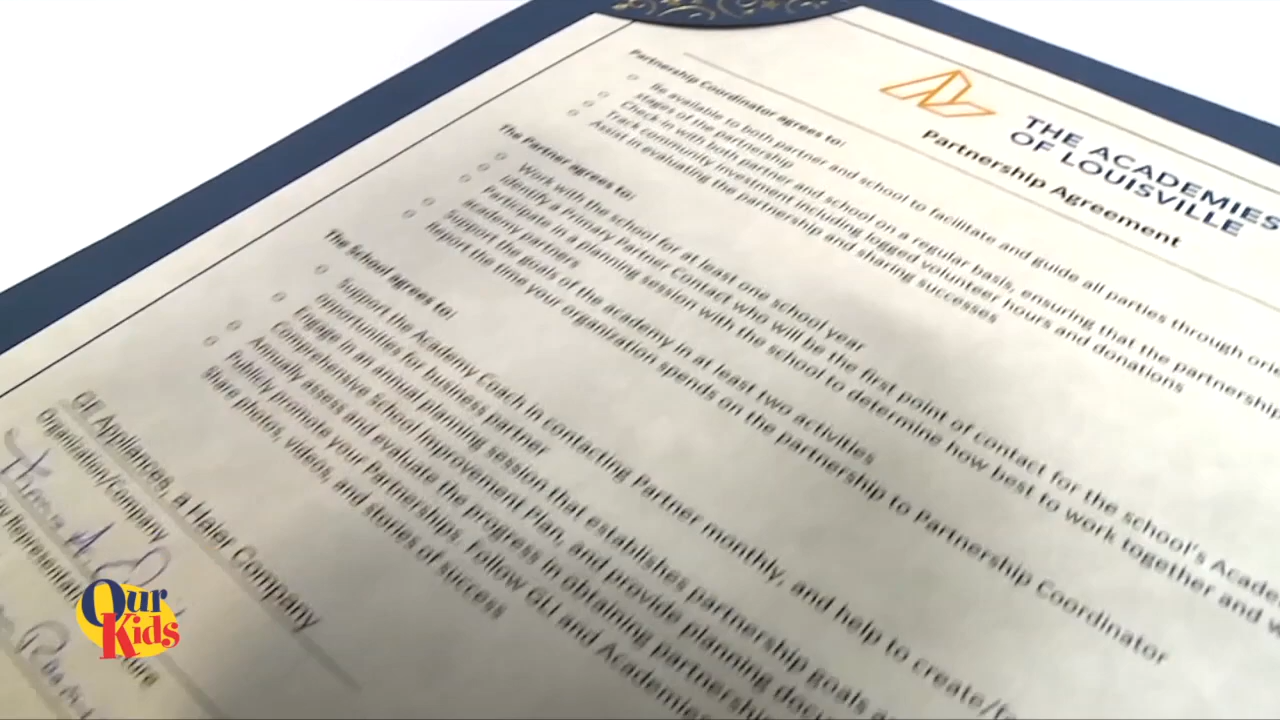 THE ACADEMIES
OF LOUISVILLE
Partnership Agreement
Partnership Coordinator agrees to:
Be available to both partner and school to facilitate and guide all parties through
stages of the partnership
Check-in with both partner and school on a regular basis, ensuring that the partnership
Track community investment including logged volunteer hours and donations
Assist in evaluating the partnership and sharing successes
The Partner agrees to:
Work with the school for at least one school year
Identify a Primary Partner Contact who will be the first point of contact for the school's
Participate in a planning session with the school to determine how best to work together and
academy partners
Support the goals of the academy in at least two activities
Report the time your organization spends on the partnership to Partnership Coordinator
The School agrees to:
Support the Academy Coach in contacting Partner monthly, and help to
opportunities for business partner
Engage in an annual planning session that establishes partnership goals
Comprehensive School Improvement Plan, and provide planning
Annually assess and evaluate the progress in obtaining
Publicly promote your Partnerships. Follow GLI and
Share photos, videos, and stories of success
GE Appliances, a Haier Company
Organization/Company
Our
Kids